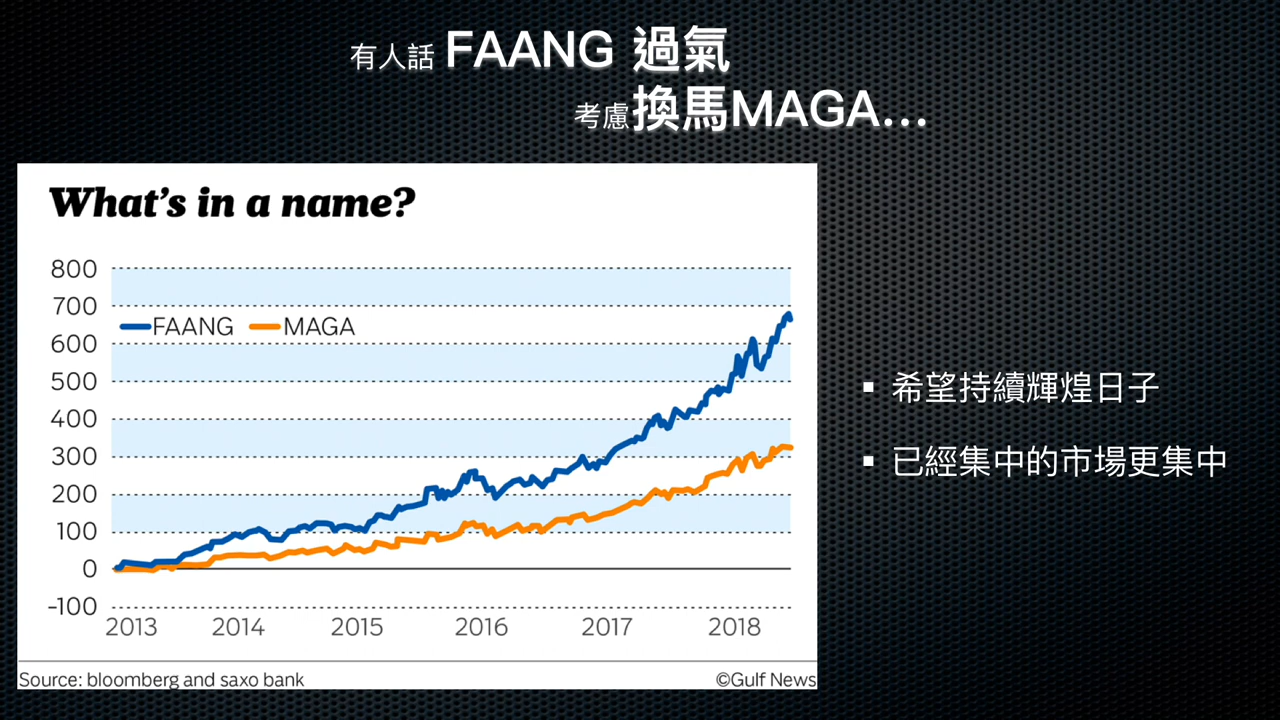 有人話 FAANG 過氣
考慮換馬MAGA...
What's in a name?
800
700
FAANG MAGA
600
500
400
300
200
100
0
-100
2013 2014 2015 2016 2017 2018
Source: bloomberg and saxo bank ©Gulf News
▪ 希望持續輝煌日子
▪ 已經集中的市場更集中